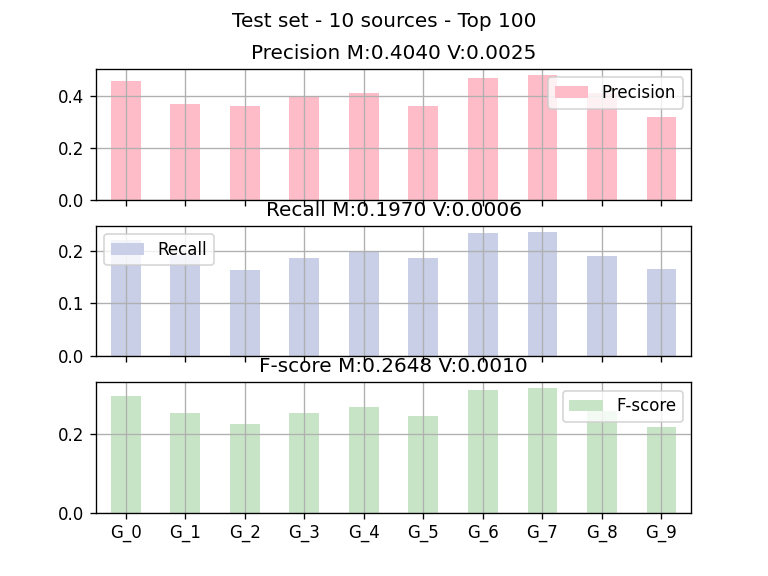 Test set - 10 sources - Top 100
Precision M:0.4040 V:0.0025
0.4
0.2
0.0
Precision
Recall M:0.1970 V:0.0006
0.2
0.1
0.0
Recall
F-score M:0.2648 V:0.0010
0.2
0.0
F-score
G_0 G_1 G_2 G_3 G_4 G_5 G_6 G_7 G_8 G_9